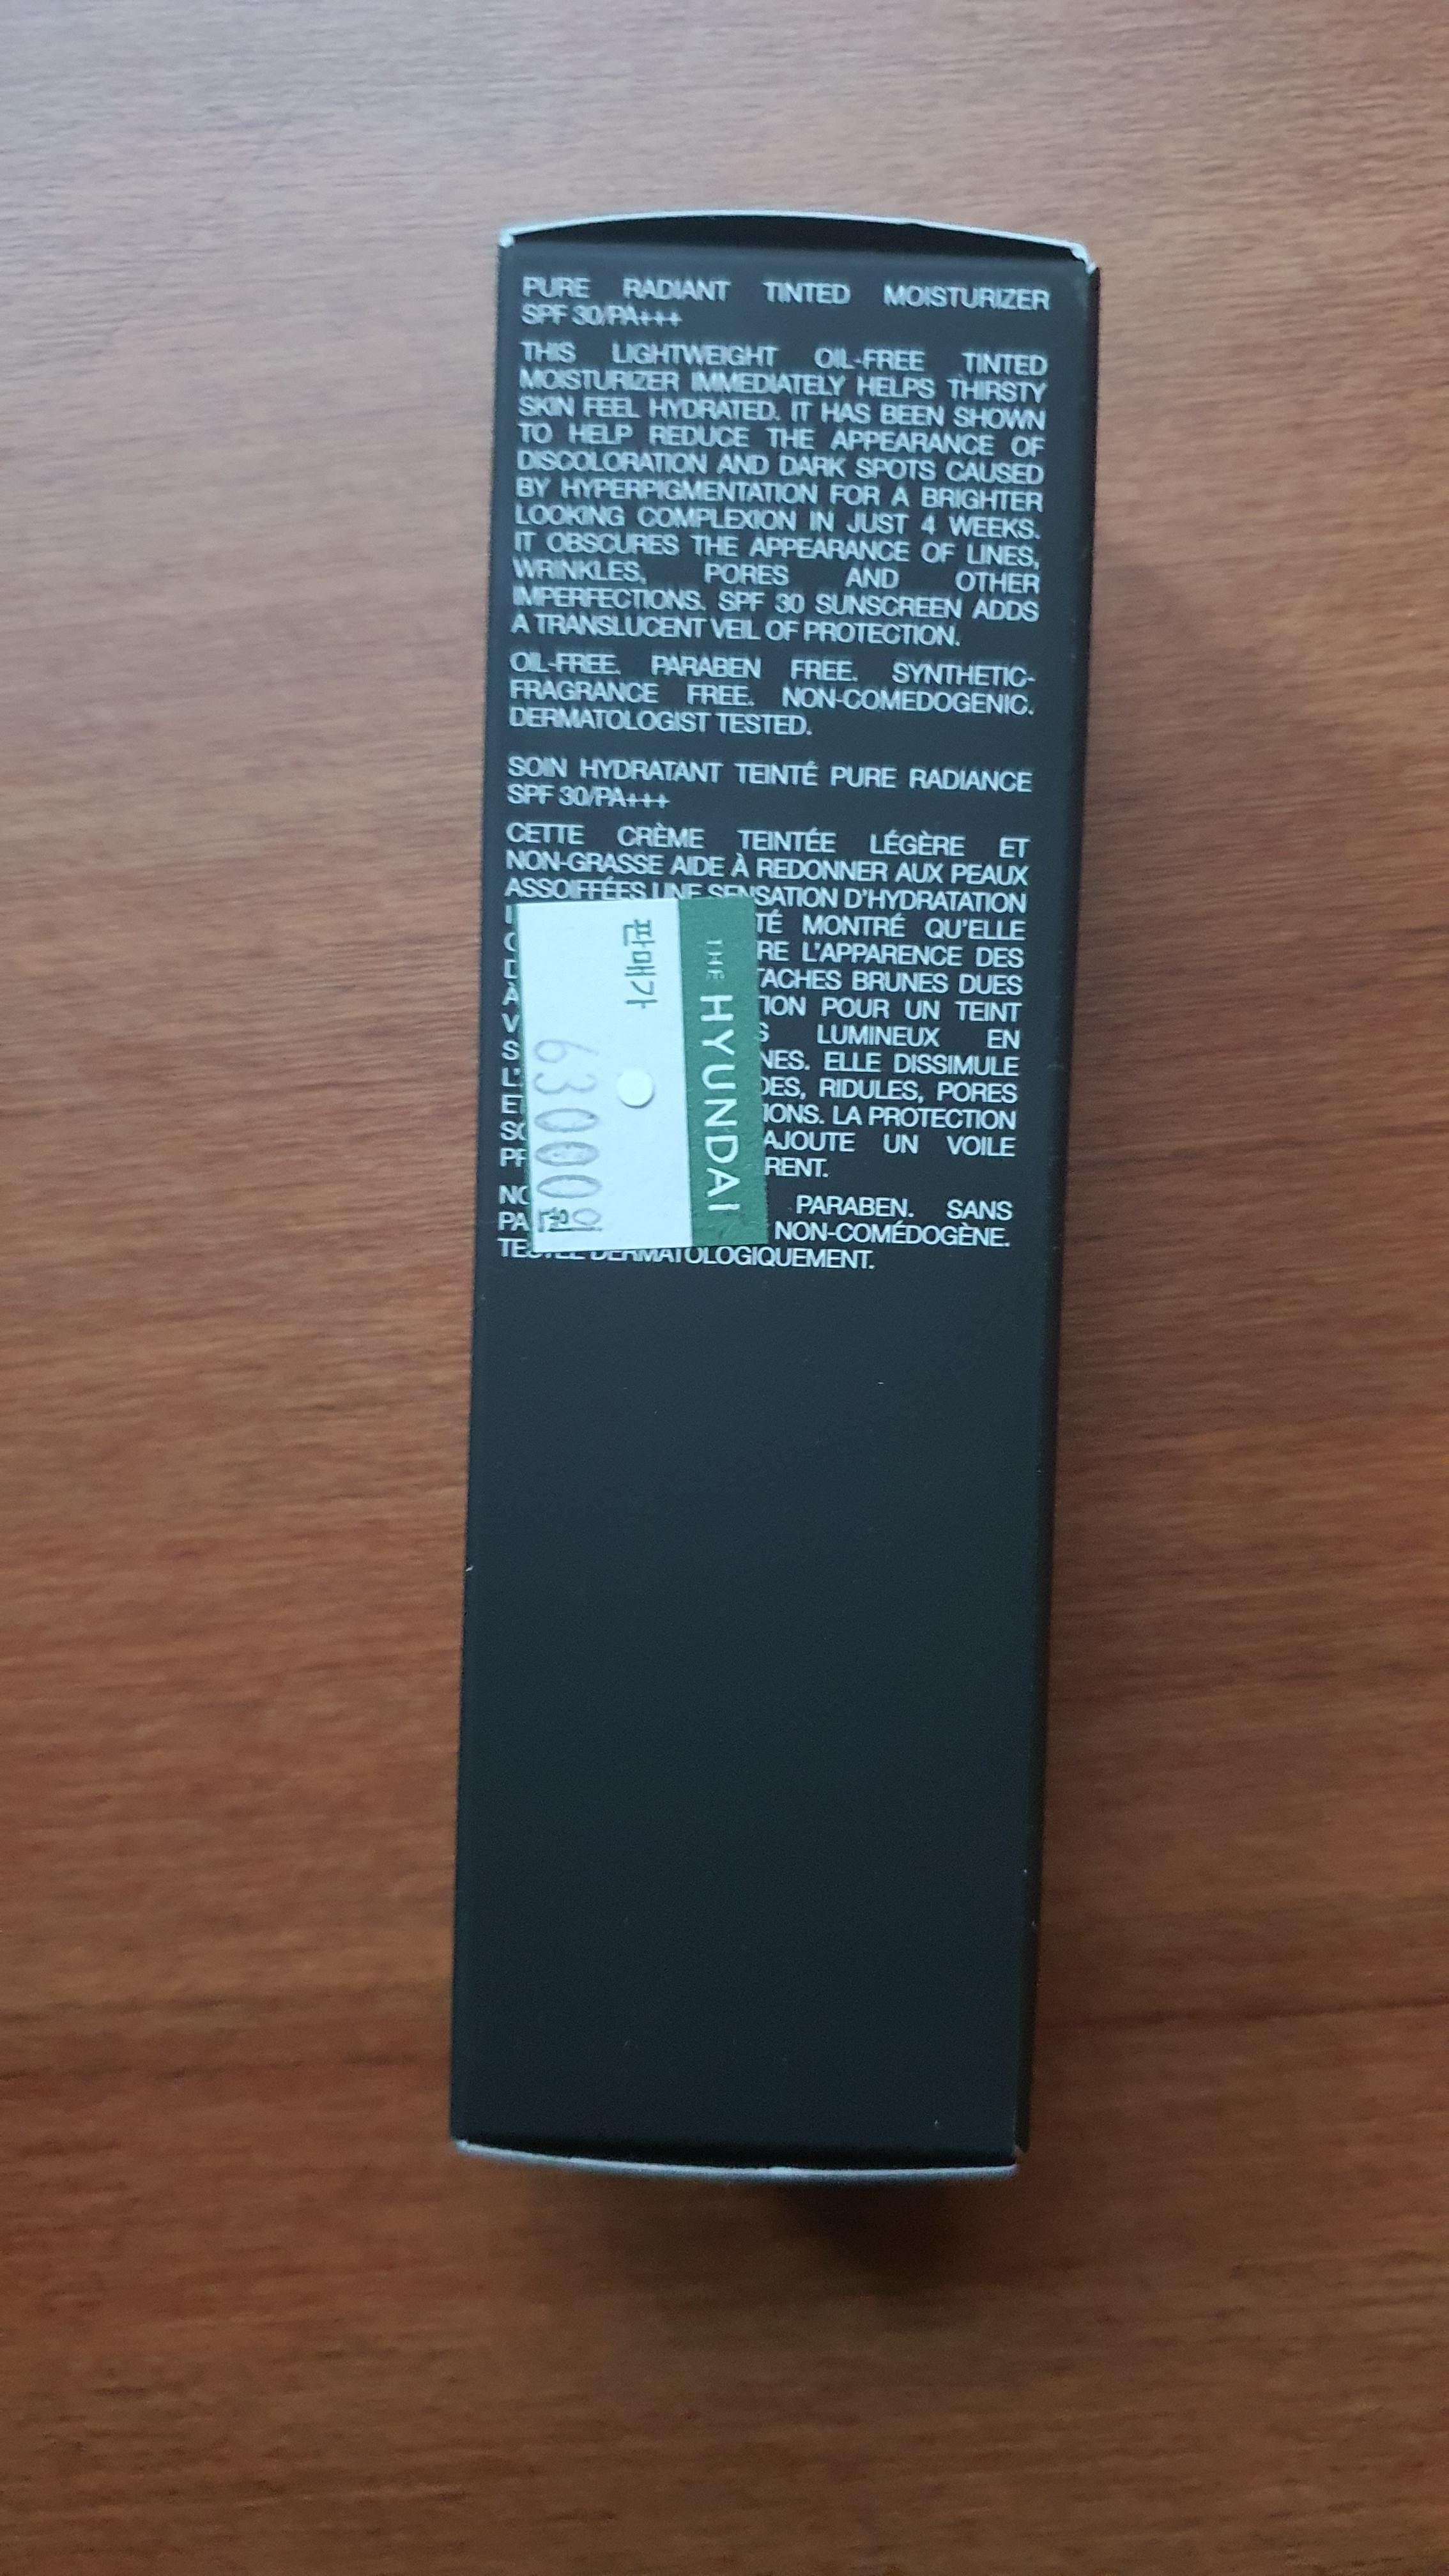 PURE RADIANT TINTED MOISTURIZER
SPF 30/PA+++
THIS LIGHTWEIGHT OIL-FREE TINTED
MOISTURIZER IMMEDIATELY HELPS THIRSTY
SKIN FEEL HYDRATED. IT HAS BEEN SHOWN
TO HELP REDUCE THE APPEARANCE OF
DISCOLORATION AND DARK SPOTS CAUSED
BY HYPERPIGMENTATION FOR A BRIGHTER
LOOKING COMPLEXION IN JUST 4 WEEKS.
IT OBSCURES THE APPEARANCE OF LINES,
WRINKLES, PORES AND OTHER
IMPERFECTIONS. SPF 30 SUNSCREEN ADDS
A TRANSLUCENT VEIL OF PROTECTION.
OIL-FREE. PARABEN FREE. SYNTHETIC-
FRAGRANCE FREE. NON-COMEDOGENIC.
DERMATOLOGIST TESTED.
SOIN HYDRATANT TEINTÉ PURE RADIANCE
SPF 30/PA+++
CETTE CRÈME TEINTÉE LÉGÈRE ET
NON-GRASSE AIDE À REDONNER AUX PEAUX
ASSOIFFÉES UNE SENSATION D'HYDRATATION
MONTRÉ QU'ELLE
L'APPARENCE DES
TACHES BRUNES DUES
À POUR UN TEINT
LUMINEUX EN
ELLE DISSIMULE
RIDULES, PORES
LA PROTECTION
AJOUTE UN VOILE
PARABEN. SANS
NON-COMÉDOGÈNE.
TESTÉE DERMATOLOGIQUEMENT.
THE HYUNDAI
판매가
630000원